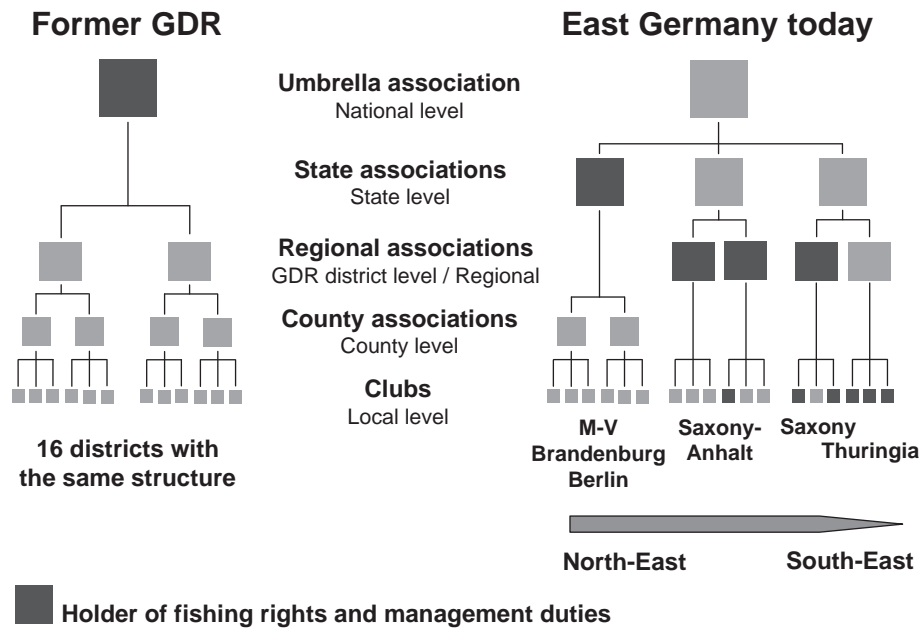 Former GDR
East Germany today
Umbrella association
National level
State associations
State level
Regional associations
GDR district level / Regional
County associations
County level
Clubs
Local level
16 districts with
the same structure
M-V
Brandenburg
Berlin
Saxony-
Anhalt
Saxony
Thuringia
North-East
South-East
Holder of fishing rights and management duties